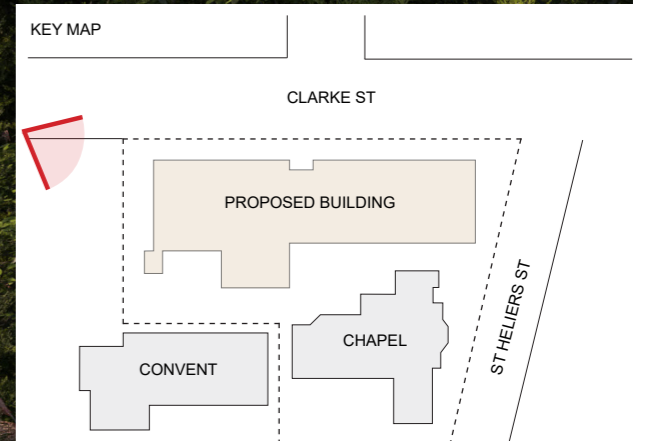 KEY MAP
CLARKE ST
PROPOSED BUILDING
ST HELIERS ST
CHAPEL
CONVENT